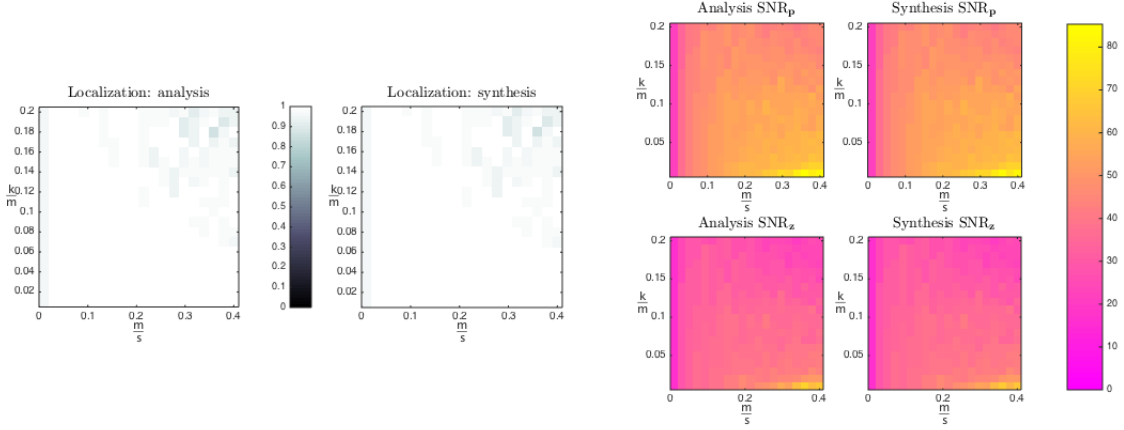 Localization: analysis
0.2
0.18
0.16
0.14
0.12
k/m
0.1
0.08
0.06
0.04
0.02
0 0.1 0.2 0.3 0.4
m/s
1
0.9
0.8
0.7
0.6
0.5
0.4
0.3
0.2
0.1
0
Localization: synthesis
0.2
0.18
0.16
0.14
0.12
k/m
0.1
0.08
0.06
0.04
0.02
0 0.1 0.2 0.3 0.4
m/s
Analysis SNRp
0.2
0.15
k/m
0.1
0.05
0 0.1 0.2 0.3 0.4
m/s
Synthesis SNRp
0.2
0.15
k/m
0.1
0.05
0 0.1 0.2 0.3 0.4
m/s
Analysis SNRz
0.2
0.15
k/m
0.1
0.05
0 0.2 0.4
m/s
Synthesis SNRz
0.2
0.15
k/m
0.1
0.05
0 0.2 0.4
m/s
80
70
60
50
40
30
20
10
0